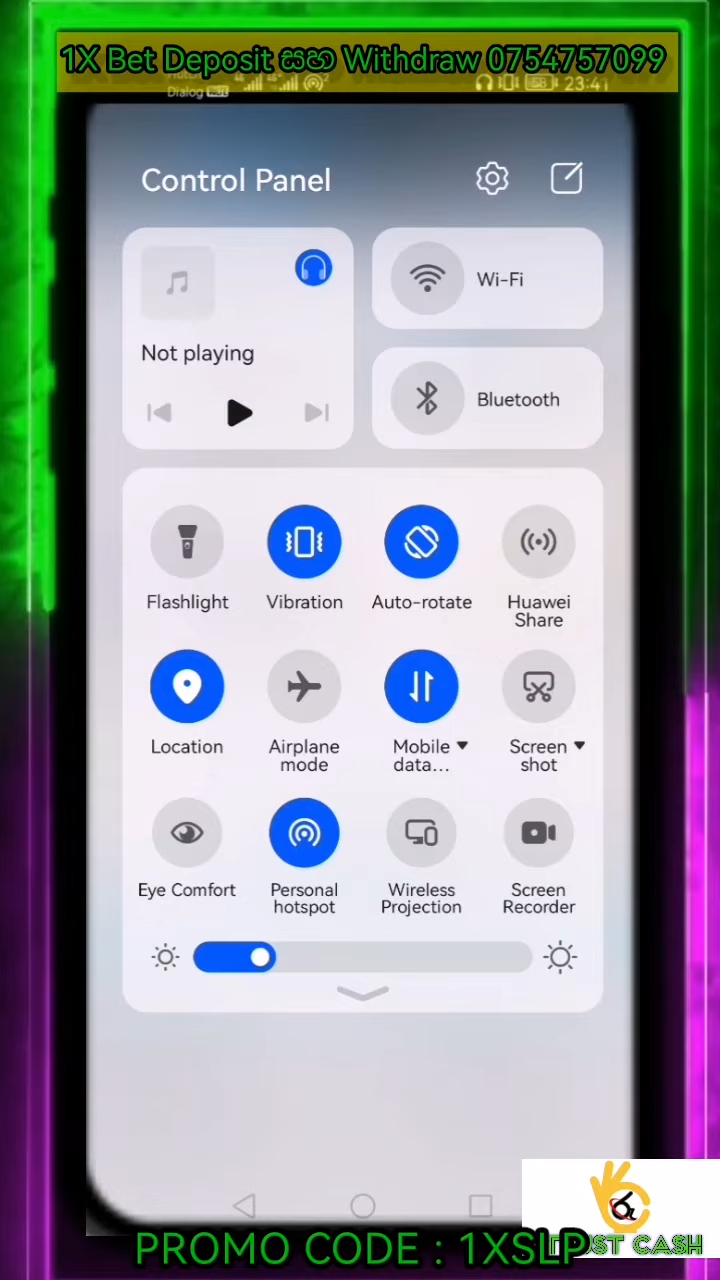 1X Bet Deposit සහ Withdraw 0754757099
Dialog
23:41
Control Panel
Not playing
Wi-Fi
Bluetooth
Flashlight
Vibration
Auto-rotate
Huawei
Share
Location
Airplane
mode
Mobile
data...
Screen
shot
Eye Comfort
Personal
hotspot
Wireless
Projection
Screen
Recorder
PROMO CODE : 1XSLP
CASH